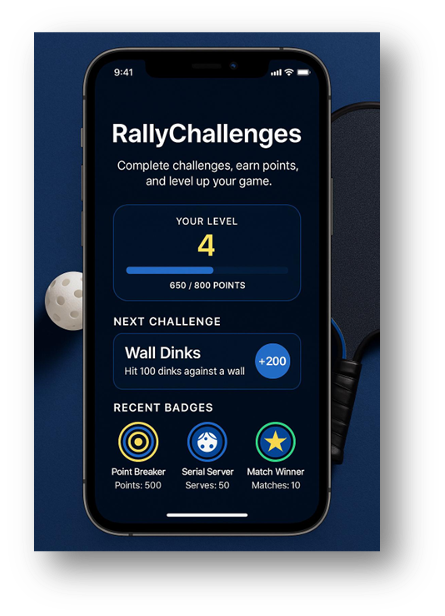 9:41
RallyChallenges
Complete challenges, earn points,
and level up your game.
YOUR LEVEL
4
650 / 800 POINTS
NEXT CHALLENGE
Wall Dinks
Hit 100 dinks against a wall
+200
RECENT BADGES
Point Breaker
Serial Server
Match Winner
Points: 500
Serves: 50
Matches: 10